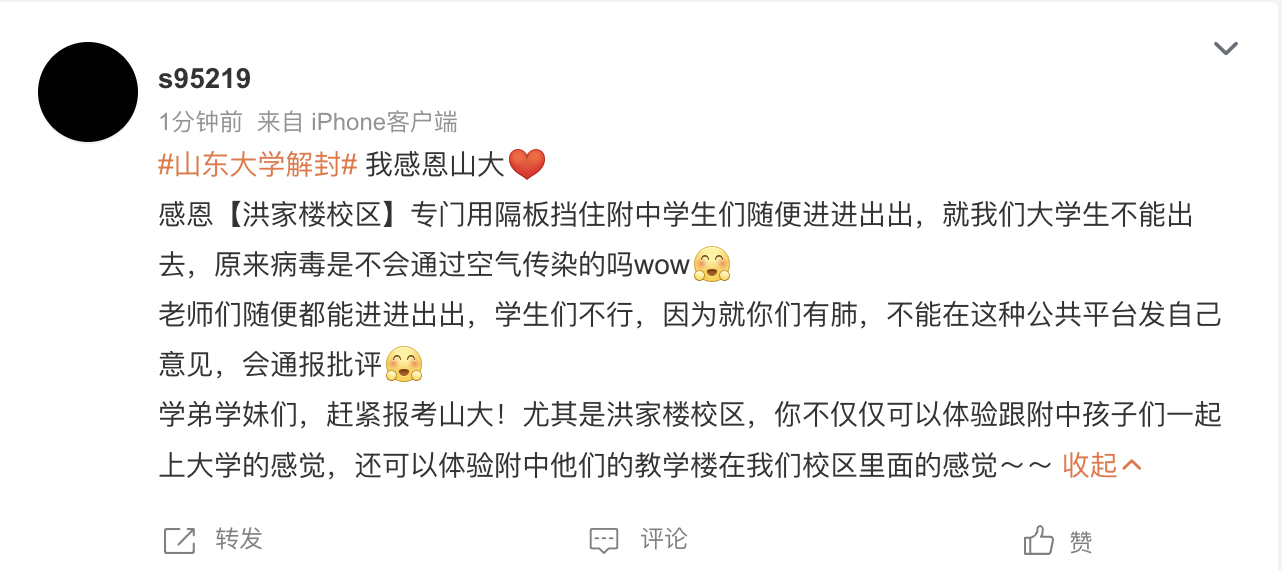 s95219
1分钟前 来自 iPhone客户端
#山东大学解封# 我感恩山大❤️
感恩【洪家楼校区】专门用隔板挡住附中学生们随便进进出出，就我们大学生不能出
去，原来病毒是不会通过空气传染的吗wow🤗
老师们随便都能进进出出，学生们不行，因为就你们有肺，不能在这种公共平台发自己
意见，会通报批评🤗
学弟学妹们，赶紧报考山大！尤其是洪家楼校区，你不仅仅可以体验跟附中孩子们一起
上大学的感觉，还可以体验附中他们的教学楼在我们校区里面的感觉～～ 收起
转发 评论 赞